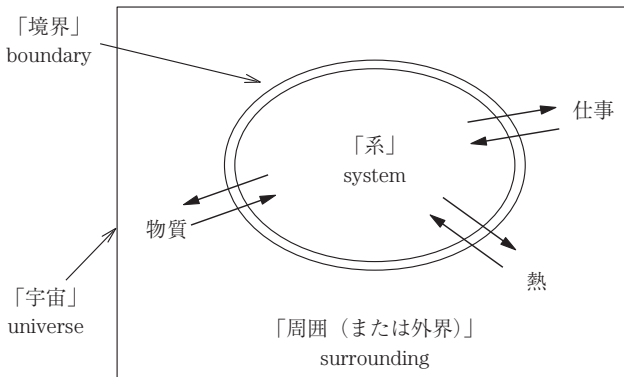 「境界」
boundary
仕事
「系」
system
物質
熱
「宇宙」
universe
「周囲（または外界）」
surrounding